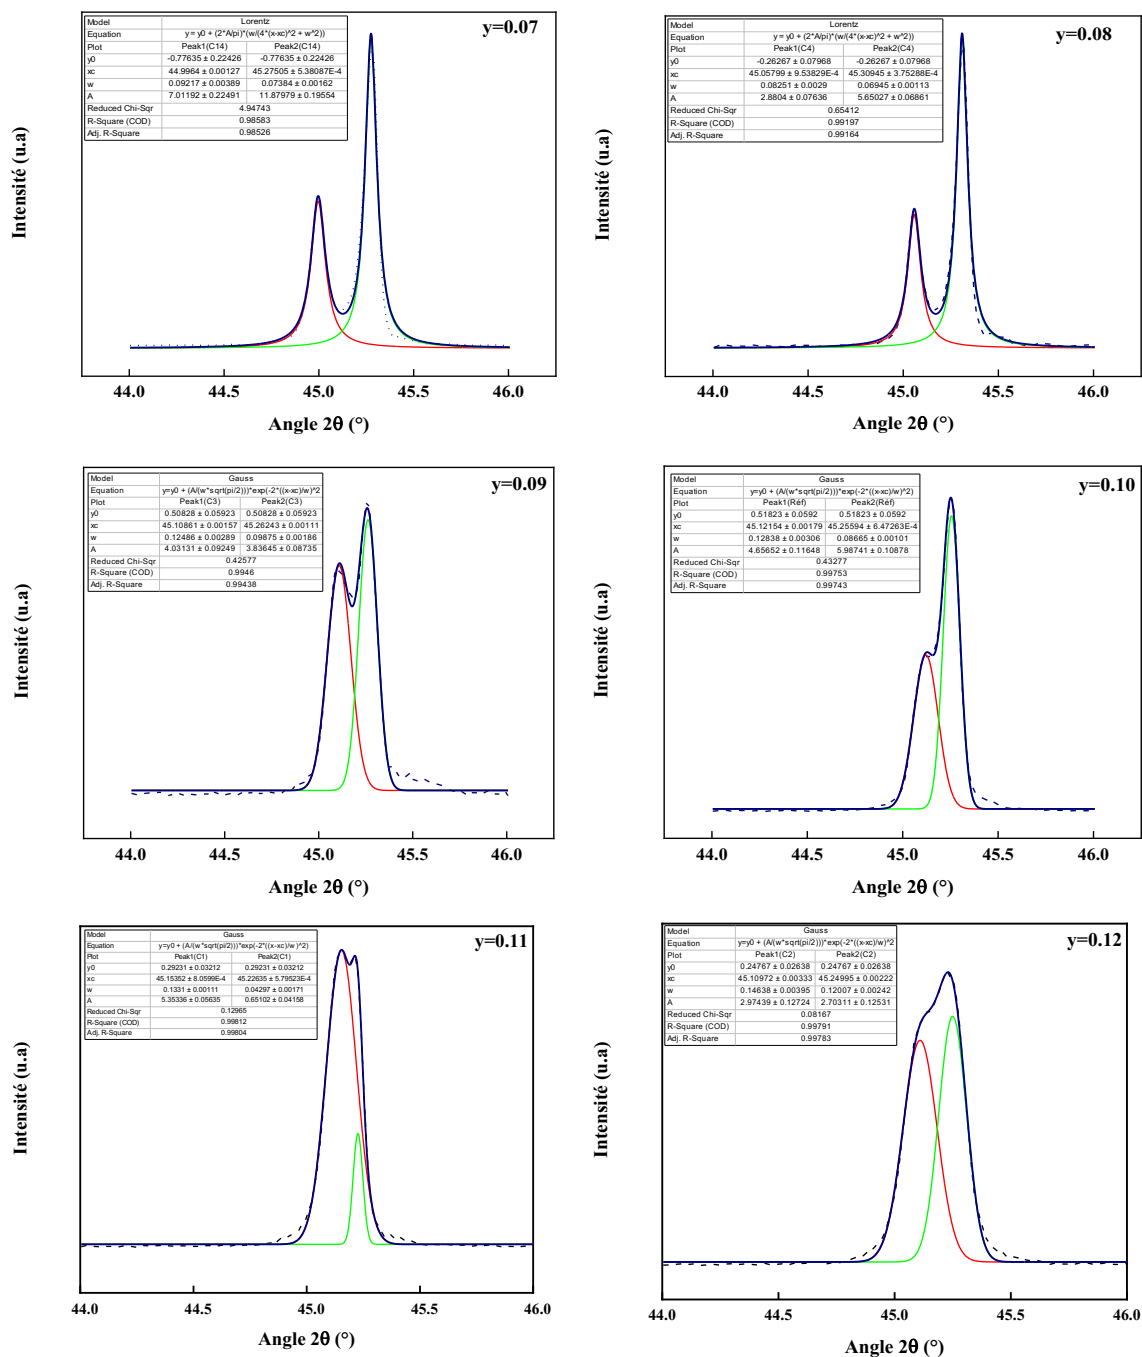 y=0.07
Model Lorentz
Equation y = y0 + (2*A/pi)*(w/(4*(x-xc)^2 + w^2))
Plot Peak1(C14) Peak2(C14)
y0 -0.77635 ± 0.22426 -0.77635 ± 0.22426
xc 44.9964 ± 0.00127 45.27505 ± 5.38087E-4
w 0.09217 ± 0.00389 0.07384 ± 0.00162
A 7.01192 ± 0.22491 11.87979 ± 0.19554
Reduced Chi-Sqr 4.94743
R-Square (COD) 0.98583
Adj. R-Square 0.98526
Intensité (u.a)
44.0 44.5 45.0 45.5 46.0
Angle 2θ (°)
y=0.08
Model Lorentz
Equation y = y0 + (2*A/pi)*(w/(4*(x-xc)^2 + w^2))
Plot Peak1(C4) Peak2(C4)
y0 -0.26267 ± 0.07968 -0.26267 ± 0.07968
xc 45.05799 ± 9.53829E-4 45.30945 ± 3.75288E-4
w 0.08251 ± 0.0029 0.06945 ± 0.00113
A 2.8804 ± 0.07636 5.65027 ± 0.06861
Reduced Chi-Sqr 0.65412
R-Square (COD) 0.99197
Adj. R-Square 0.99164
Intensité (u.a)
44.0 44.5 45.0 45.5 46.0
Angle 2θ (°)
y=0.09
Model Gauss
Equation y=y0 + (A/(w*sqrt(pi/2)))*exp(-2*((x-xc)/w)^2
Plot Peak1(C3) Peak2(C3)
y0 0.50828 ± 0.05923 0.50828 ± 0.05923
xc 45.10861 ± 0.00157 45.26243 ± 0.00111
w 0.12486 ± 0.00289 0.09875 ± 0.00186
A 4.03131 ± 0.09249 3.83645 ± 0.08735
Reduced Chi-Sqr 0.42577
R-Square (COD) 0.9946
Adj. R-Square 0.99438
Intensité (u.a)
44.0 44.5 45.0 45.5 46.0
Angle 2θ (°)
y=0.10
Model Gauss
Equation y=y0 + (A/(w*sqrt(pi/2)))*exp(-2*((x-xc)/w)^2)
Plot Peak1(Réf) Peak2(Réf)
y0 0.51823 ± 0.0592 0.51823 ± 0.0592
xc 45.12154 ± 0.00179 45.25594 ± 6.47263E-4
w 0.12838 ± 0.00306 0.08665 ± 0.00101
A 4.65652 ± 0.11648 5.98741 ± 0.10878
Reduced Chi-Sqr 0.43277
R-Square (COD) 0.99753
Adj. R-Square 0.99743
Intensité (u.a)
44.0 44.5 45.0 45.5 46.0
Angle 2θ (°)
y=0.11
Model Gauss
Equation y=y0 + (A/(w*sqrt(pi/2)))*exp(-2*((x-xc)/w)^2)
Plot Peak1(C1) Peak2(C1)
y0 0.29231 ± 0.03212 0.29231 ± 0.03212
xc 45.15352 ± 8.0599E-4 45.22635 ± 5.79523E-4
w 0.1331 ± 0.00111 0.04297 ± 0.00171
A 5.35336 ± 0.05635 0.65102 ± 0.04158
Reduced Chi-Sqr 0.12965
R-Square (COD) 0.99812
Adj. R-Square 0.99804
Intensité (u.a)
44.0 44.5 45.0 45.5 46.0
Angle 2θ (°)
y=0.12
Model Gauss
Equation y=y0 + (A/(w*sqrt(pi/2)))*exp(-2*((x-xc)/w)^2
Plot Peak1(C2) Peak2(C2)
y0 0.24767 ± 0.02638 0.24767 ± 0.02638
xc 45.10972 ± 0.00333 45.24995 ± 0.00222
w 0.14638 ± 0.00395 0.12007 ± 0.00242
A 2.97439 ± 0.12724 2.70311 ± 0.12531
Reduced Chi-Sqr 0.08167
R-Square (COD) 0.99791
Adj. R-Square 0.99783
Intensité (u.a)
44.0 44.5 45.0 45.5 46.0
Angle 2θ (°)